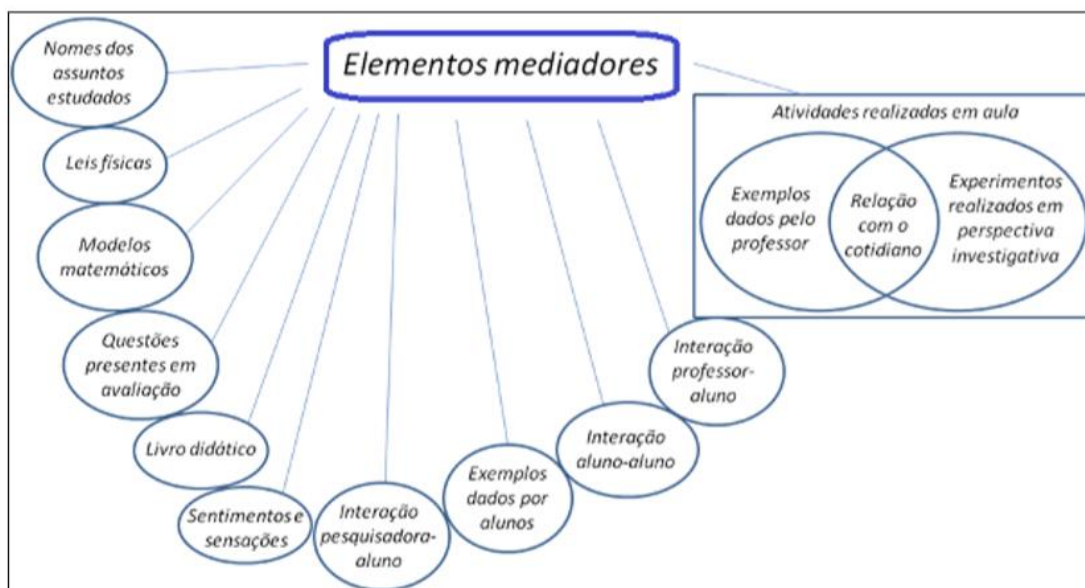 Elementos mediadores
Nomes dos
assuntos
estudados
Leis físicas
Modelos
matemáticos
Questões
presentes em
avaliação
Livro didático
Sentimentos e
sensações
Interação
pesquisadora-
aluno
Exemplos
dados por
alunos
Interação
aluno-aluno
Interação
professor-
aluno
Atividades realizadas em aula
Exemplos
dados pelo
professor
Relação
com o
cotidiano
Experimentos
realizados em
perspectiva
investigativa